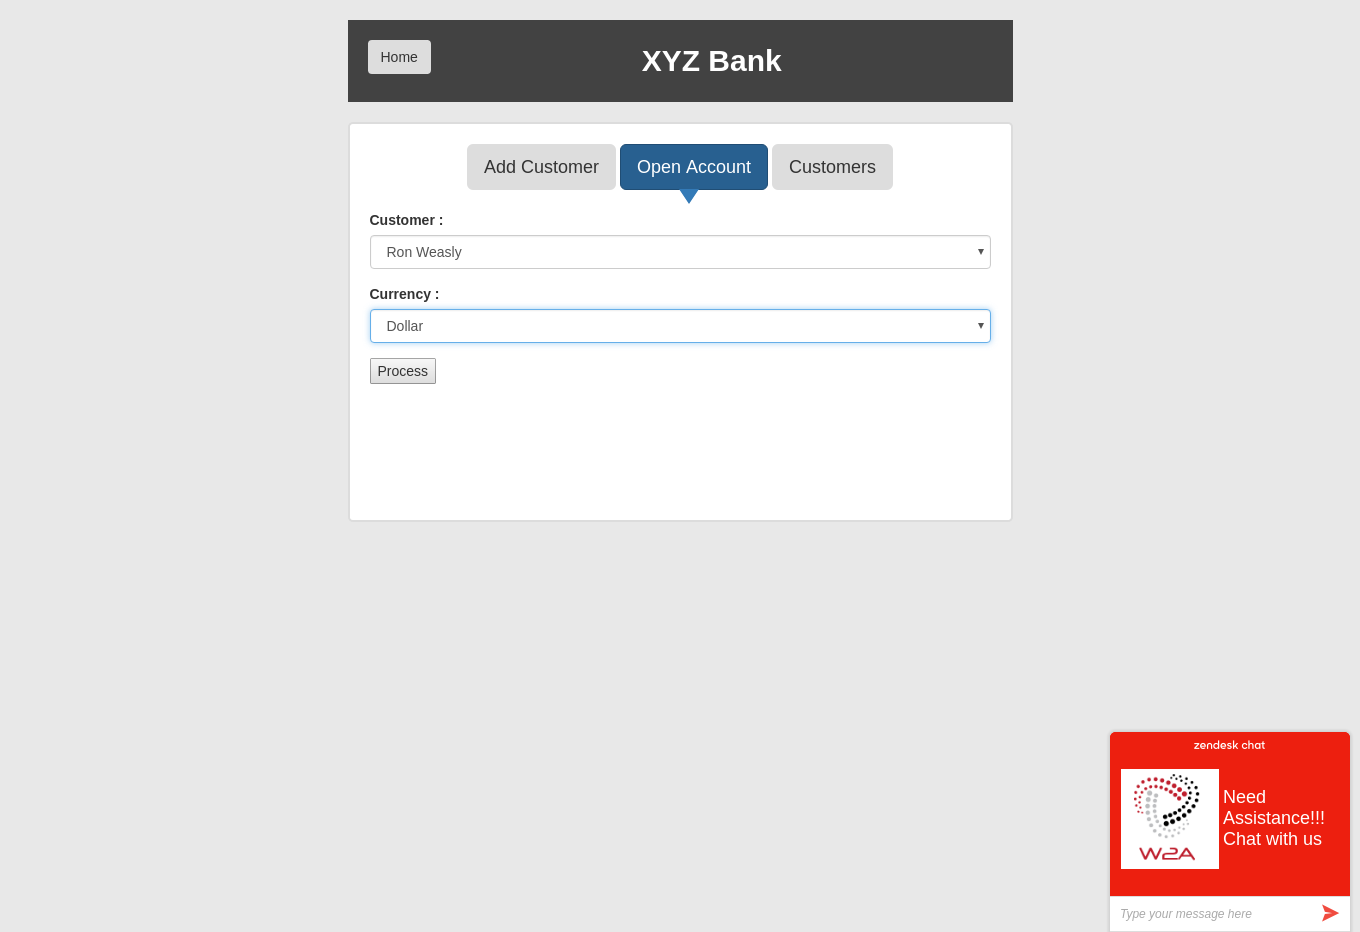 Home
XYZ Bank
Add Customer
Open Account
Customers
Customer :
Ron Weasly
Currency :
Dollar
Process
zendesk chat
W2A
Need
Assistance!!!
Chat with us
Type your message here